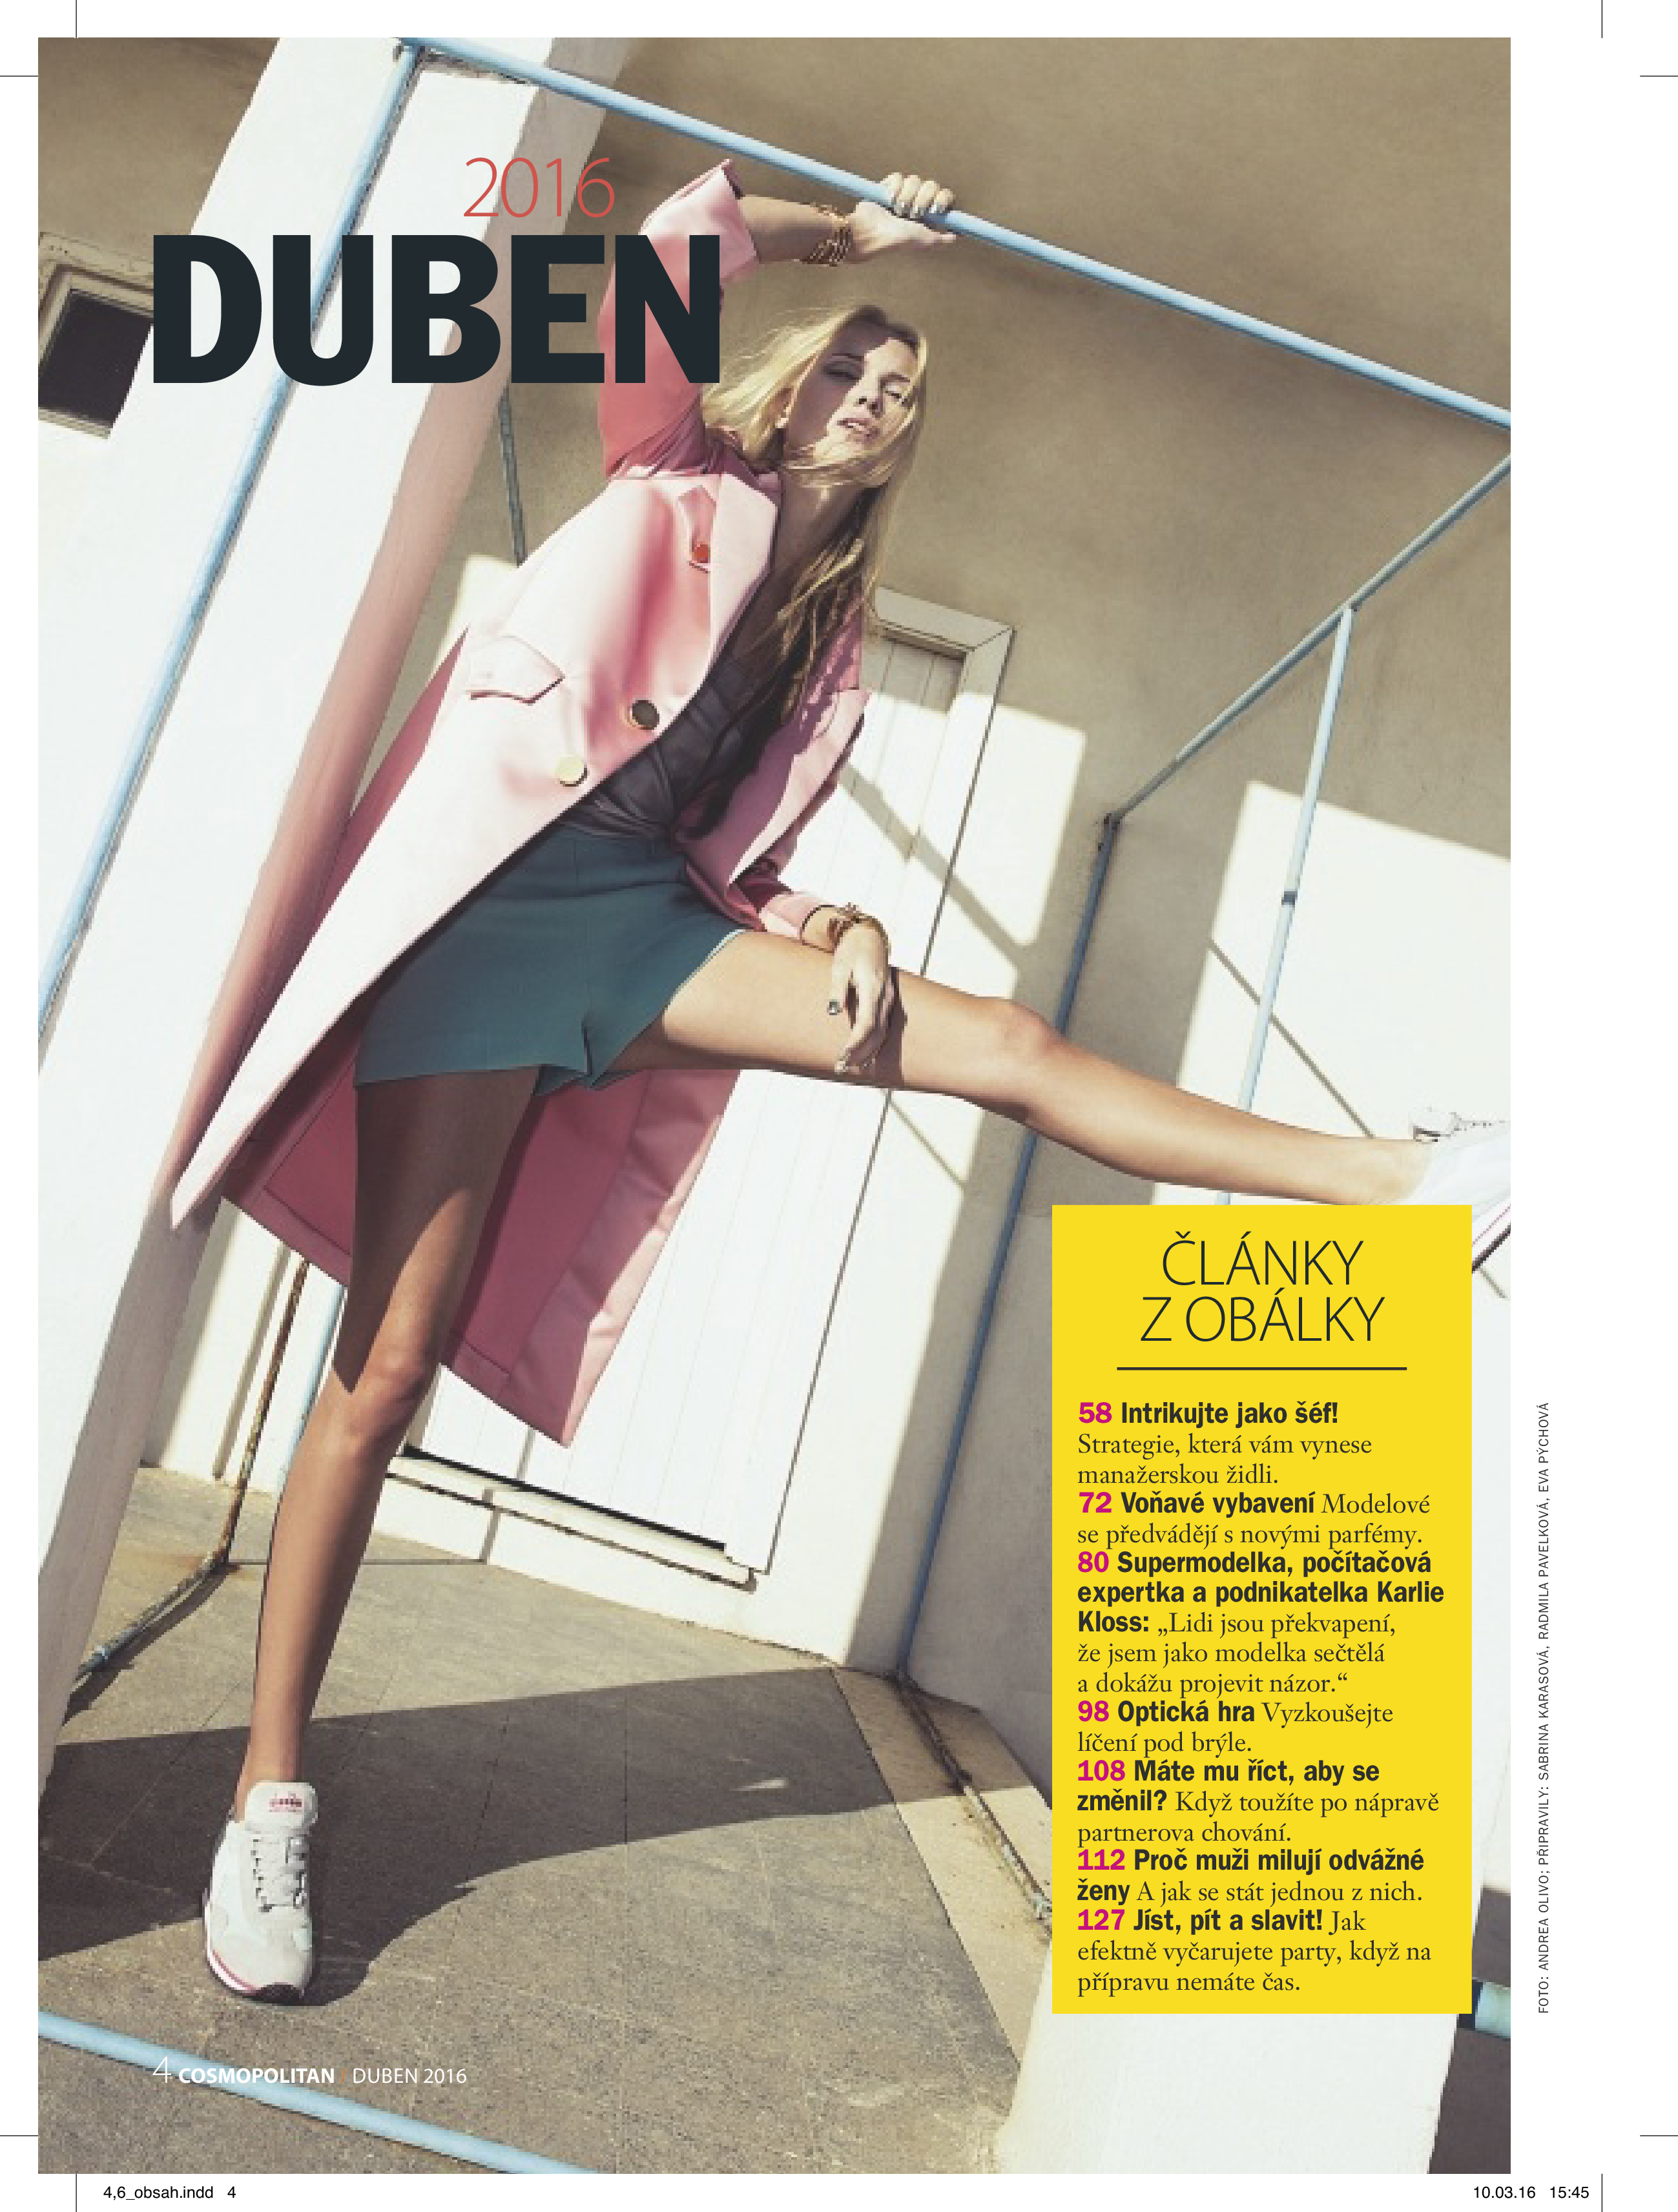 2016
DUBEN
ČLÁNKY
Z OBÁLKY
58 Intrikujte jako šéf!
Strategie, která vám vynese
manažerskou židli.
72 Voňavé vybavení Modelové
se předvádějí s novými parfémy.
80 Supermodelka, počítačová
expertka a podnikatelka Karlie
Kloss: „Lidi jsou překvapení,
že jsem jako modelka sečtělá
a dokážu projevit názor.“
98 Optická hra Vyzkoušejte
líčení pod brýle.
108 Máte mu říct, aby se
změnil? Když toužíte po nápravě
partnerova chování.
112 Proč muži milují odvážné
ženy A jak se stát jednou z nich.
127 Jíst, pít a slavit! Jak
efektně vyčarujete party, když na
přípravu nemáte čas.
FOTO: ANDREA OLIVO; PŘIPRAVILY: SABRINA KARASOVÁ, RADMILA PAVELKOVÁ, EVA PÝCHOVÁ
4 COSMOPOLITAN // DUBEN 2016
4,6_obsah.indd 4
10.03.16 15:45